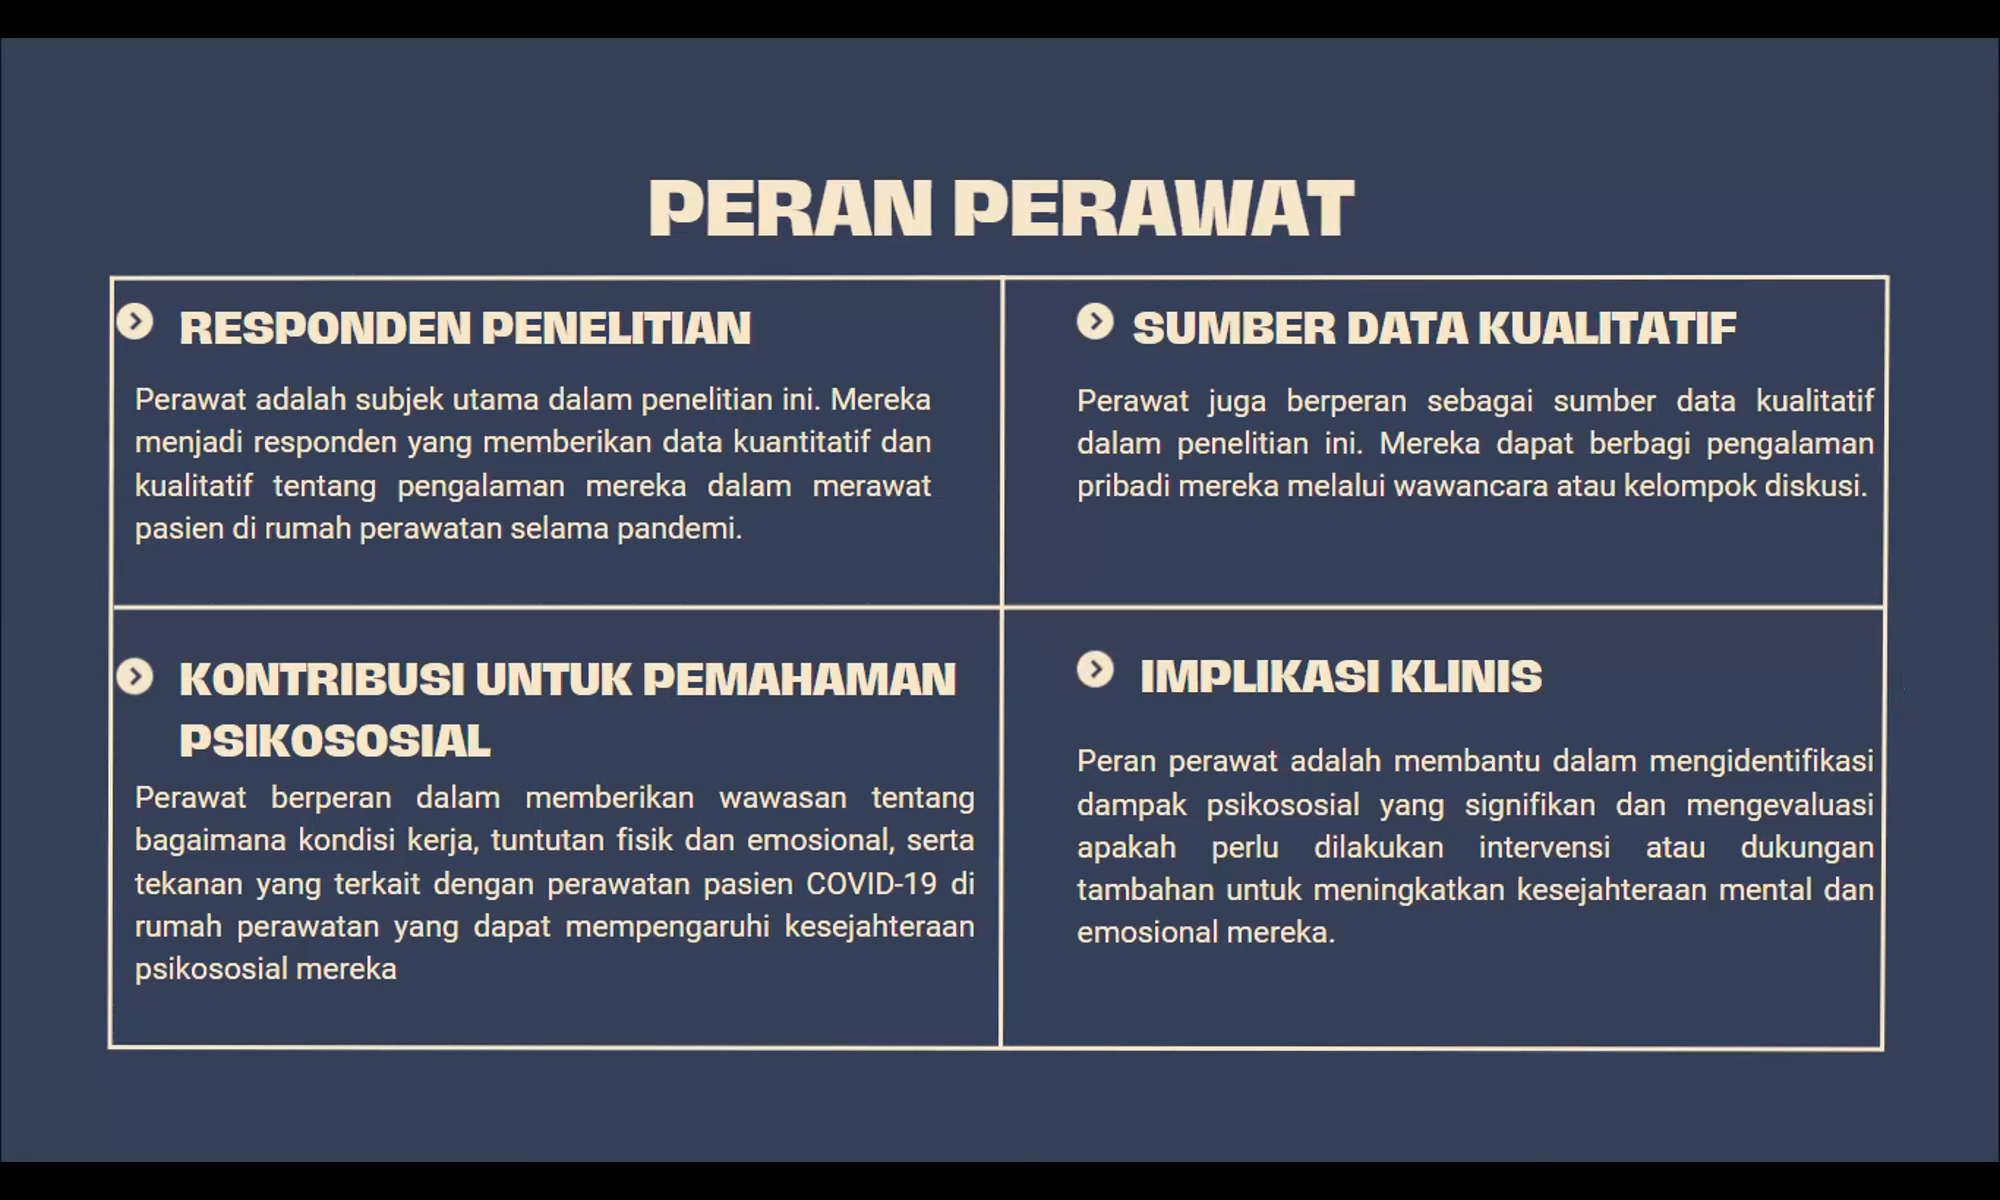 PERAN PERAWAT
RESPONDEN PENELITIAN
Perawat adalah subjek utama dalam penelitian ini. Mereka
menjadi responden yang memberikan data kuantitatif dan
kualitatif tentang pengalaman mereka dalam merawat
pasien di rumah perawatan selama pandemi.
SUMBER DATA KUALITATIF
Perawat juga berperan sebagai sumber data kualitatif
dalam penelitian ini. Mereka dapat berbagi pengalaman
pribadi mereka melalui wawancara atau kelompok diskusi.
KONTRIBUSI UNTUK PEMAHAMAN
PSIKOSOSIAL
Perawat berperan dalam memberikan wawasan tentang
bagaimana kondisi kerja, tuntutan fisik dan emosional, serta
tekanan yang terkait dengan perawatan pasien COVID-19 di
rumah perawatan yang dapat mempengaruhi kesejahteraan
psikososial mereka
IMPLIKASI KLINIS
Peran perawat adalah membantu dalam mengidentifikasi
dampak psikososial yang signifikan dan mengevaluasi
apakah perlu dilakukan intervensi atau dukungan
tambahan untuk meningkatkan kesejahteraan mental dan
emosional mereka.